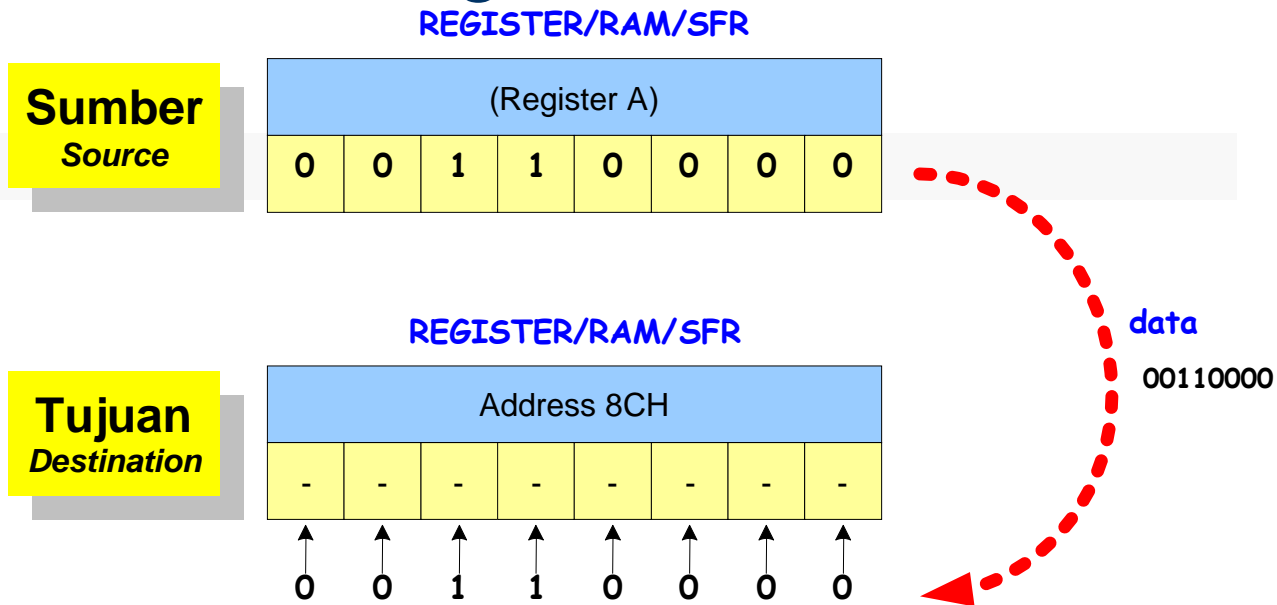 REGISTER/RAM/SFR
Sumber
Source
(Register A)
0 0 1 1 0 0 0 0
REGISTER/RAM/SFR
data
00110000
Tujuan
Destination
Address 8CH
- - - - - - - -
0 0 1 1 0 0 0 0